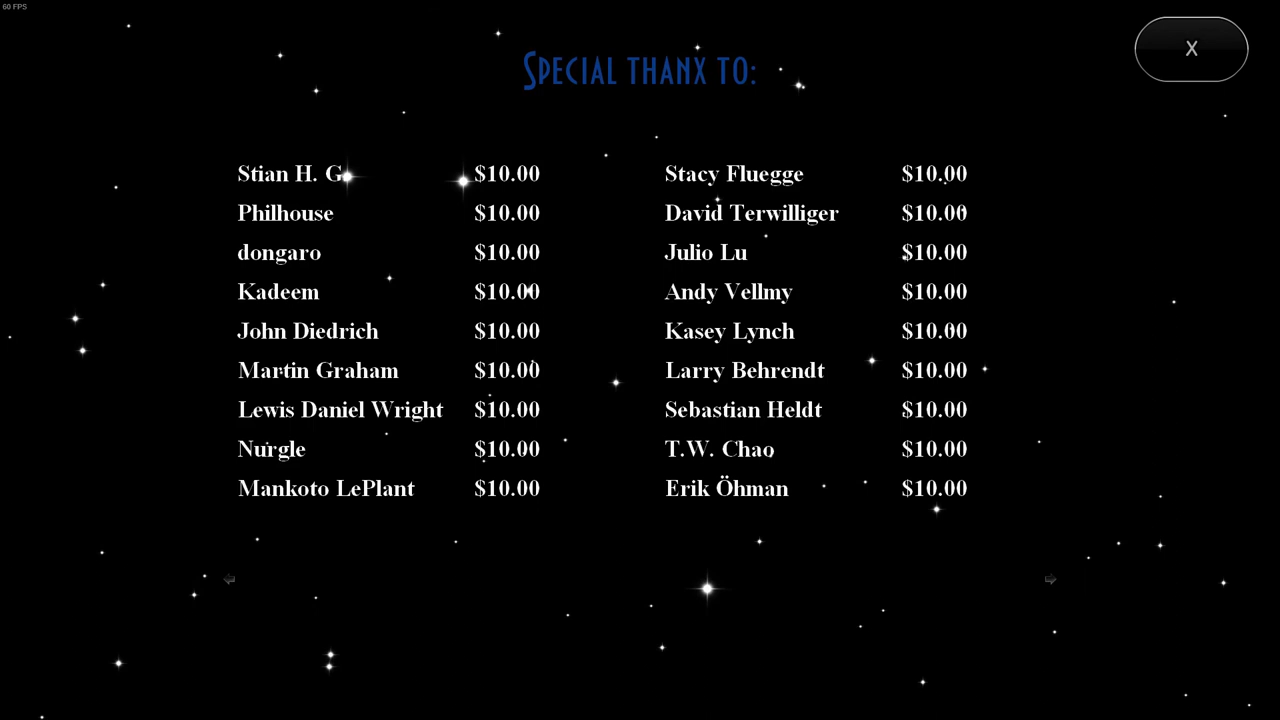 60 FPS
Special thanx to:
X
Stian H. G. $10.00 Stacy Fluegge $10.00
Philhouse $10.00 David Terwilliger $10.00
dongaro $10.00 Julio Lu $10.00
Kadeem $10.00 Andy Vellmy $10.00
John Diedrich $10.00 Kasey Lynch $10.00
Martin Graham $10.00 Larry Behrendt $10.00
Lewis Daniel Wright $10.00 Sebastian Heldt $10.00
Nurgle $10.00 T.W. Chao $10.00
Mankoto LePlant $10.00 Erik Öhman $10.00